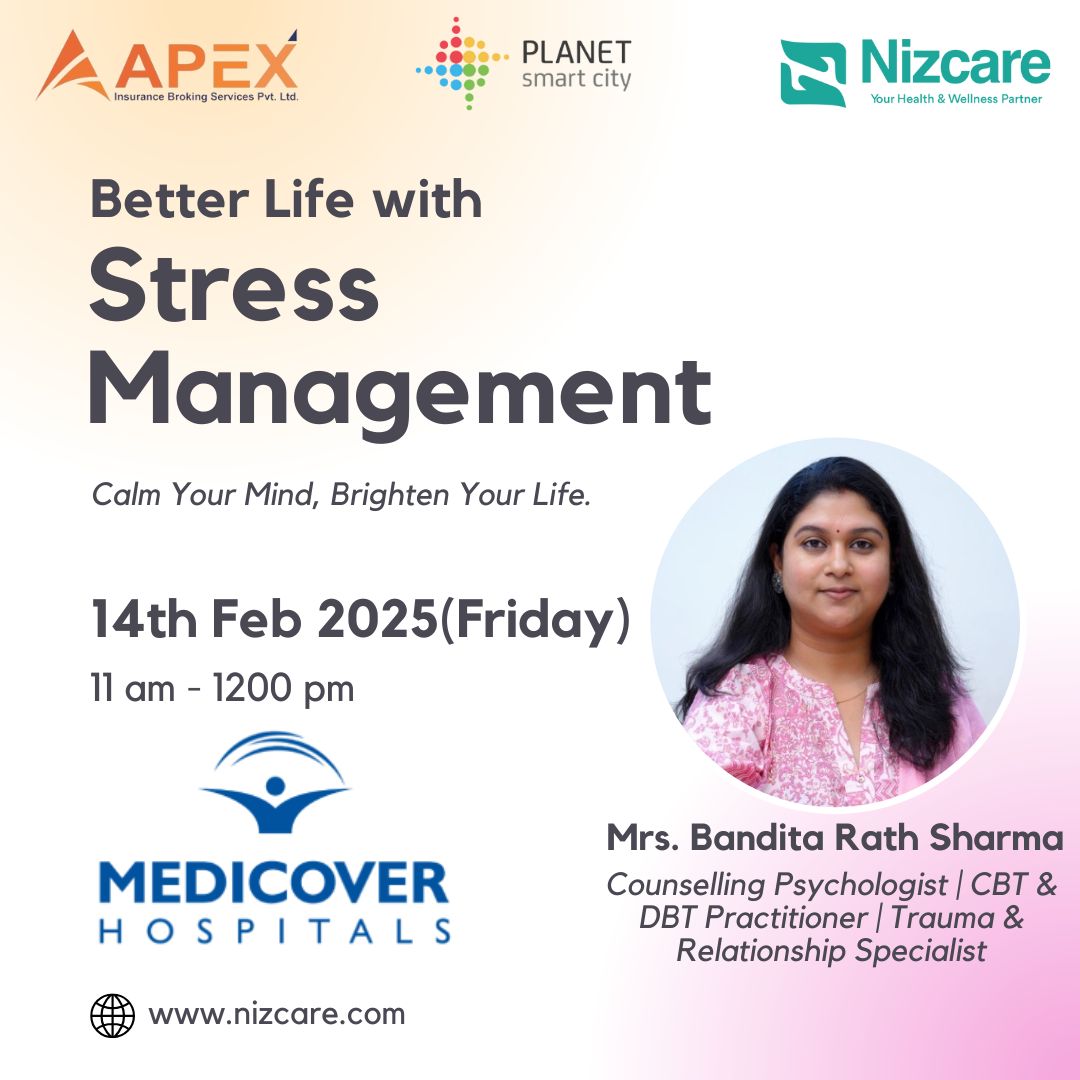 APEX
Insurance Broking Services Pvt. Ltd.
PLANET
smart city
Nizcare
Your Health & Wellness Partner
Better Life with
Stress
Management
Calm Your Mind, Brighten Your Life.
14th Feb 2025(Friday)
11 am - 1200 pm
MEDICOVER
HOSPITALS
Mrs. Bandita Rath Sharma
Counselling Psychologist | CBT &
DBT Practitioner | Trauma &
Relationship Specialist
www.nizcare.com